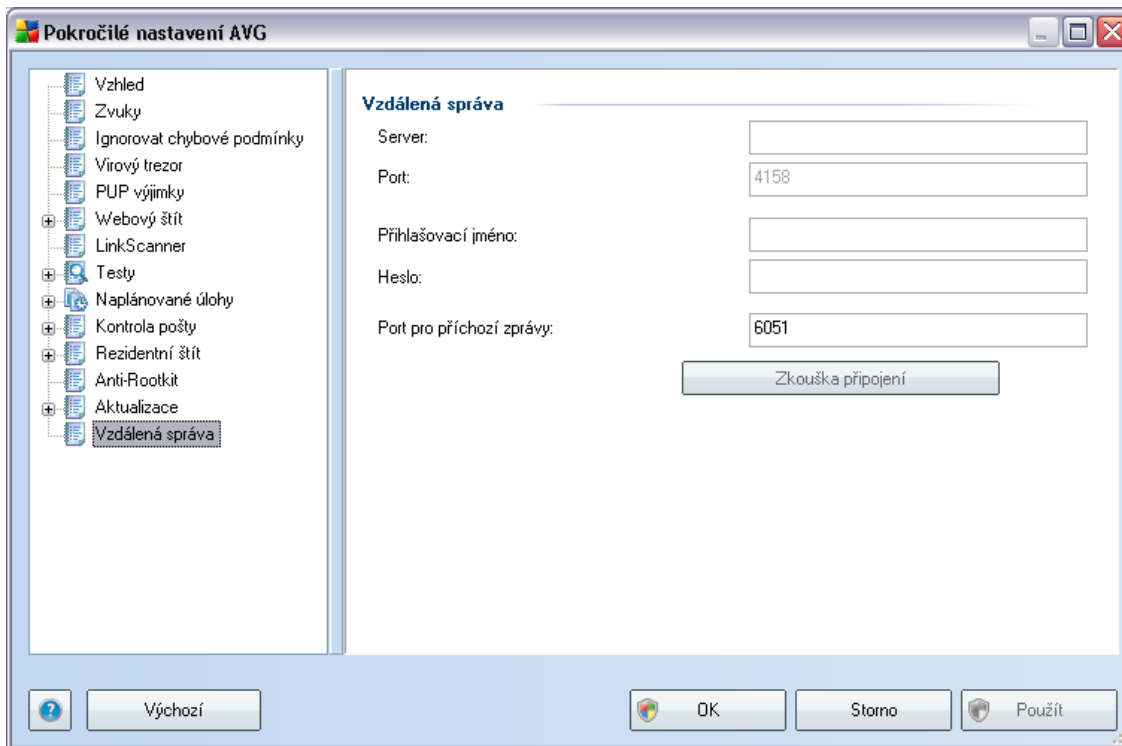 Pokročilé nastavení AVG
Vzhled
Zvuky
Ignorovat chybové podmínky
Virový trezor
PUP výjimky
Webový štít
LinkScanner
Testy
Naplánované úlohy
Kontrola pošty
Rezidentní štít
Anti-Rootkit
Aktualizace
Vzdálená správa
Vzdálená správa
Server:
Port: 4158
Přihlašovací jméno:
Heslo:
Port pro příchozí zprávy: 6051
Zkouška připojení
Výchozí OK Storno Použít